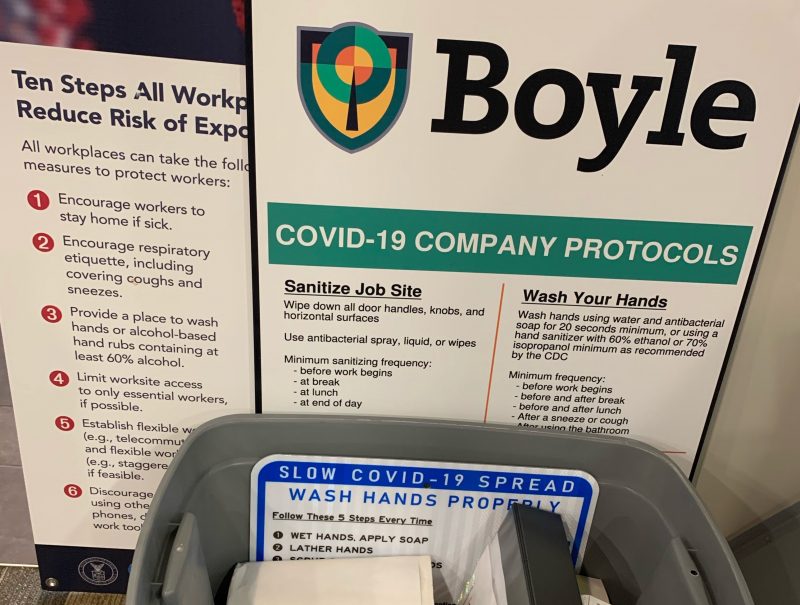 Ten Steps All
Reduce Risk of
All workplaces can take the
measures to protect workers:
1 Encourage workers to
stay home if sick.
2 Encourage respiratory
etiquette, including
covering coughs and
sneezes.
3 Provide a place to wash
hands or alcohol-based
hand rubs containing at
least 60% alcohol.
4 Limit worksite access
to only essential workers,
if possible.
5 Establish flexible
(e.g.,
and flexible
(e.g.,
if feasible.
6 Discourage
using
phones,
work
Boyle
COVID-19 COMPANY PROTOCOLS
Sanitize Job Site
Wipe down all door handles, knobs, and
horizontal surfaces
Use antibacterial spray, liquid, or wipes
Minimum sanitizing frequency:
- before work begins
- at break
- at lunch
- at end of day
Wash Your Hands
Wash hands using water and antibacterial
soap for 20 seconds minimum, or using a
hand sanitizer with 60% ethanol or 70%
isopropanol minimum as recommended
by the CDC
Minimum frequency:
- before work begins
- before and after break
- before and after lunch
- After a sneeze or cough
- After using the bathroom
SLOW COVID-19 SPREAD
WASH HANDS PROPERLY
Follow These 5 Steps Every Time
1 WET HANDS, APPLY SOAP
2 LATHER HANDS
3